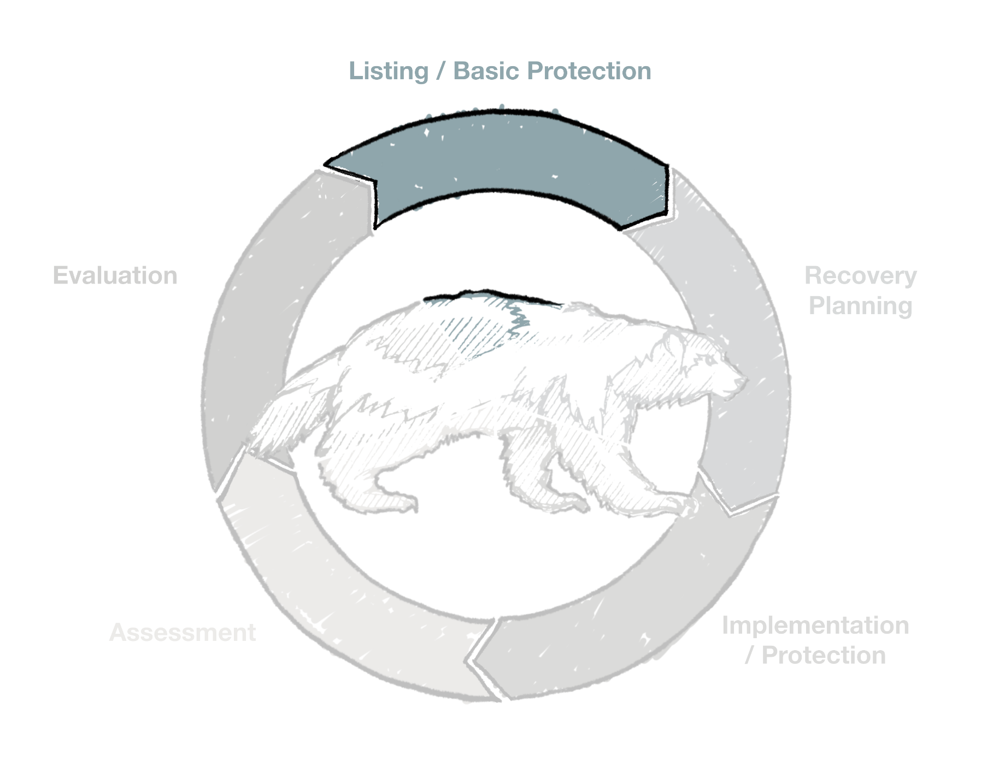 Listing / Basic Protection
Evaluation
Recovery
Planning
Assessment
Implementation
/ Protection